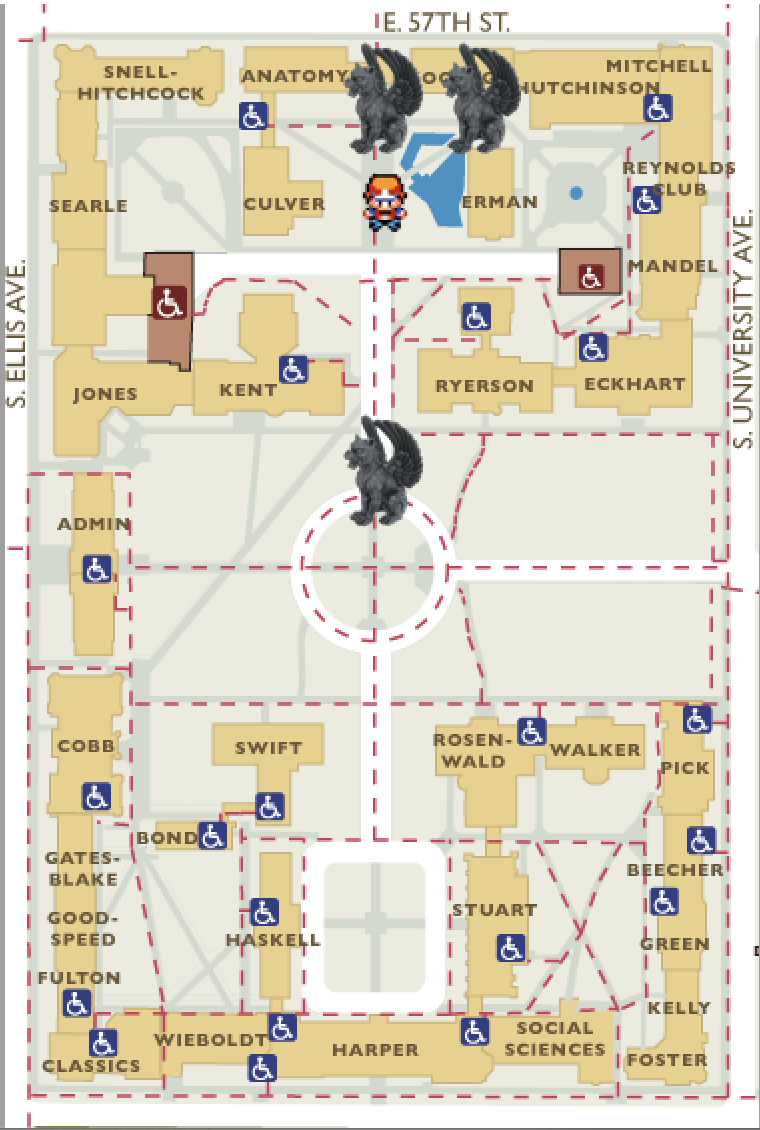 E. 57TH ST.
SNELL-
HITCHCOCK
ANATOMY
MITCHELL
HUTCHINSON
REYNOLDS
CLUB
SEARLE
CULVER
ERMAN
MANDEL
S. ELLIS AVE.
S. UNIVERSITY AVE.
JONES
KENT
RYERSON
ECKHART
ADMIN
COBB
SWIFT
ROSEN-
WALD
WALKER
PICK
BOND
GATES-
BLAKE
BEECHER
GOOD-
SPEED
HASKELL
STUART
GREEN
FULTON
KELLY
WIEBOLDT
HARPER
SOCIAL
SCIENCES
CLASSICS
FOSTER